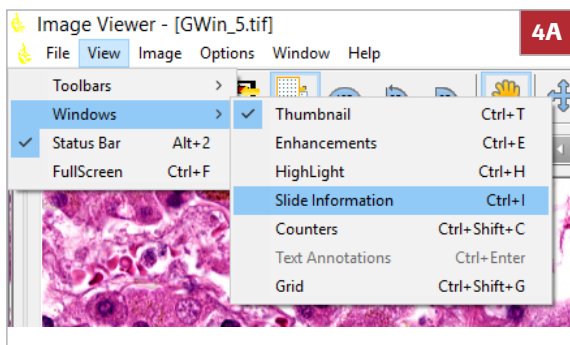 Image Viewer - [GWin_5.tif]
4A
File View Image Options Window Help
Toolbars
Windows
Status Bar Alt+2
FullScreen Ctrl+F
Thumbnail Ctrl+T
Enhancements Ctrl+E
HighLight Ctrl+H
Slide Information Ctrl+I
Counters Ctrl+Shift+C
Text Annotations Ctrl+Enter
Grid Ctrl+Shift+G